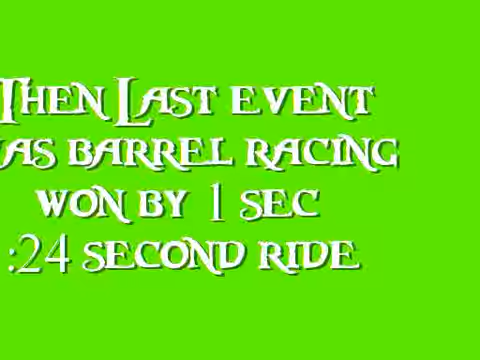 Then Last event
as barrel racing
won by 1 sec
:24 second ride